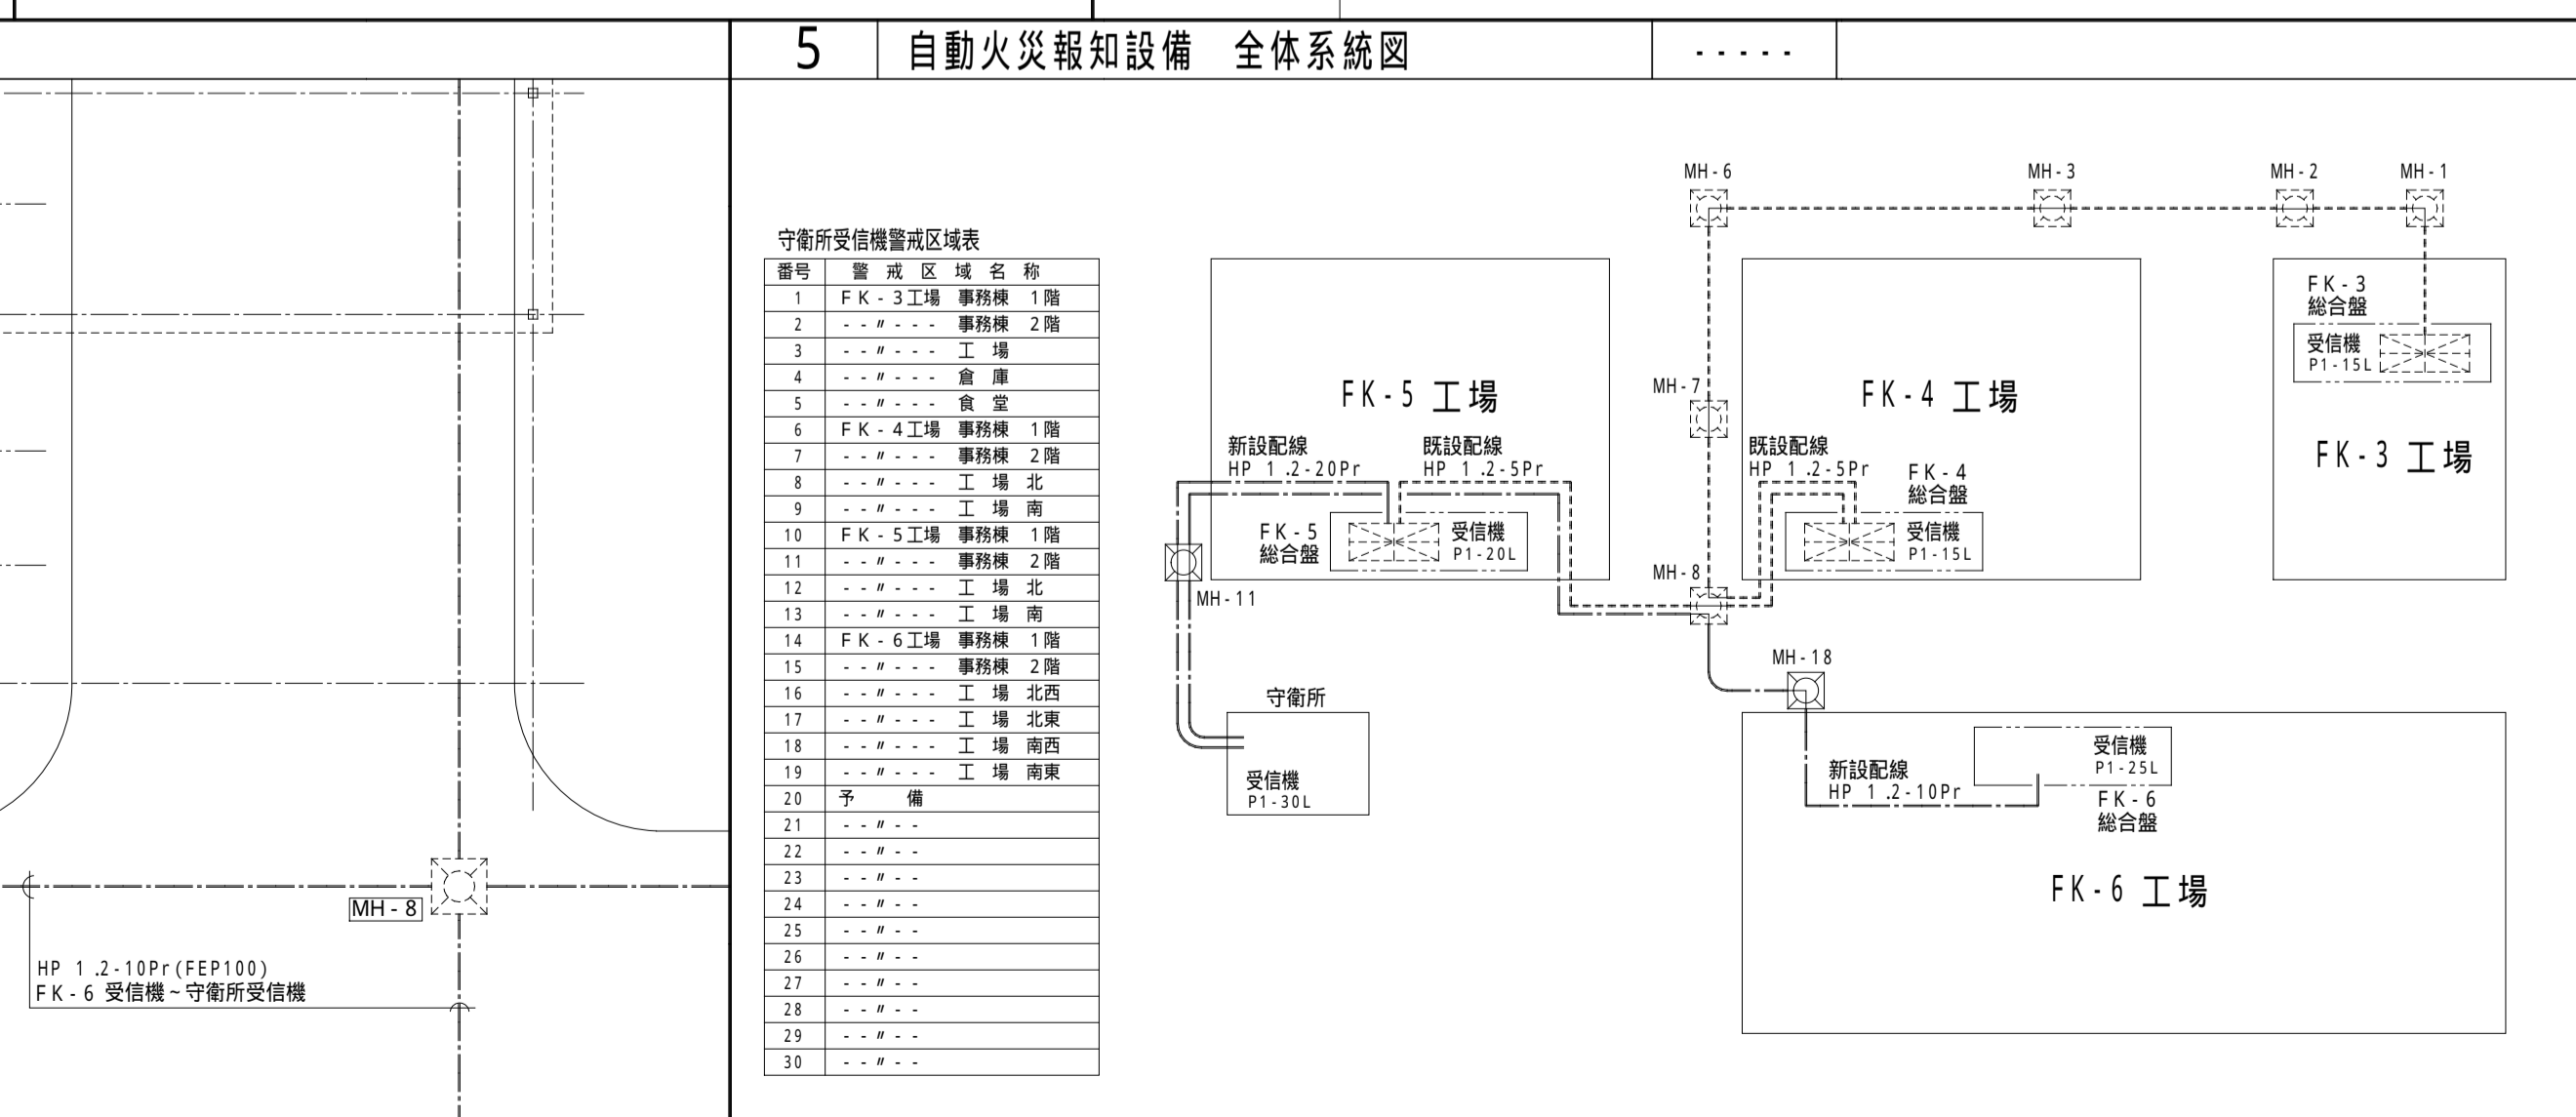 5 自動火災報知設備 全体系統図 -----
守衛所受信機警戒区域表
番号 警戒区域名称
1 FK-3工場 事務棟 1階
2 --〃--- 事務棟 2階
3 --〃--- 工場
4 --〃--- 倉庫
5 --〃--- 食堂
6 FK-4工場 事務棟 1階
7 --〃--- 事務棟 2階
8 --〃--- 工場 北
9 --〃--- 工場 南
10 FK-5工場 事務棟 1階
11 --〃--- 事務棟 2階
12 --〃--- 工場 北
13 --〃--- 工場 南
14 FK-6工場 事務棟 1階
15 --〃--- 事務棟 2階
16 --〃--- 工場 北西
17 --〃--- 工場 北東
18 --〃--- 工場 南西
19 --〃--- 工場 南東
20 予備
21 --〃--
22 --〃--
23 --〃--
24 --〃--
25 --〃--
26 --〃--
27 --〃--
28 --〃--
29 --〃--
30 --〃--
MH-6
MH-3
MH-2
MH-1
FK-5 工場
新設配線
HP 1.2-20Pr
既設配線
HP 1.2-5Pr
FK-5
総合盤
受信機
P1-20L
MH-11
MH-7
MH-8
FK-4 工場
既設配線
HP 1.2-5Pr
FK-4
総合盤
受信機
P1-15L
FK-3
総合盤
受信機
P1-15L
FK-3 工場
守衛所
受信機
P1-30L
MH-18
新設配線
HP 1.2-10Pr
受信機
P1-25L
FK-6
総合盤
FK-6 工場
MH-8
HP 1.2-10Pr(FEP100)
FK-6 受信機~守衛所受信機